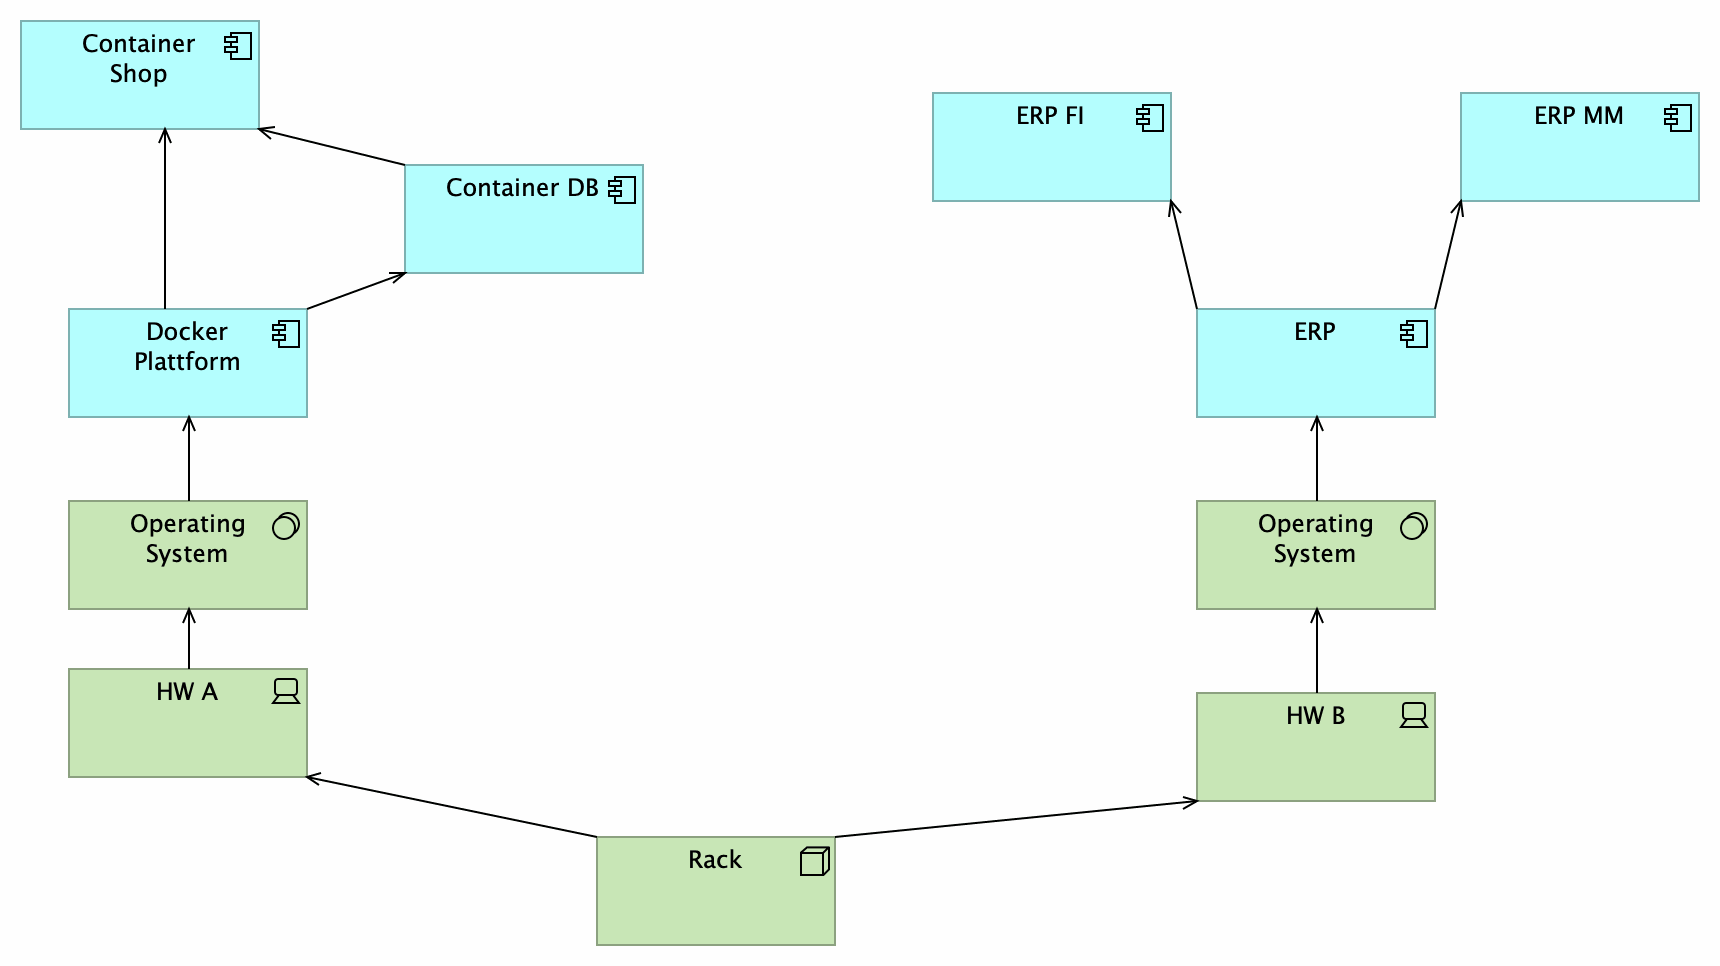 Container
Shop
ERP FI
ERP MM
Container DB
Docker
Plattform
ERP
Operating
System
Operating
System
HW A
HW B
Rack